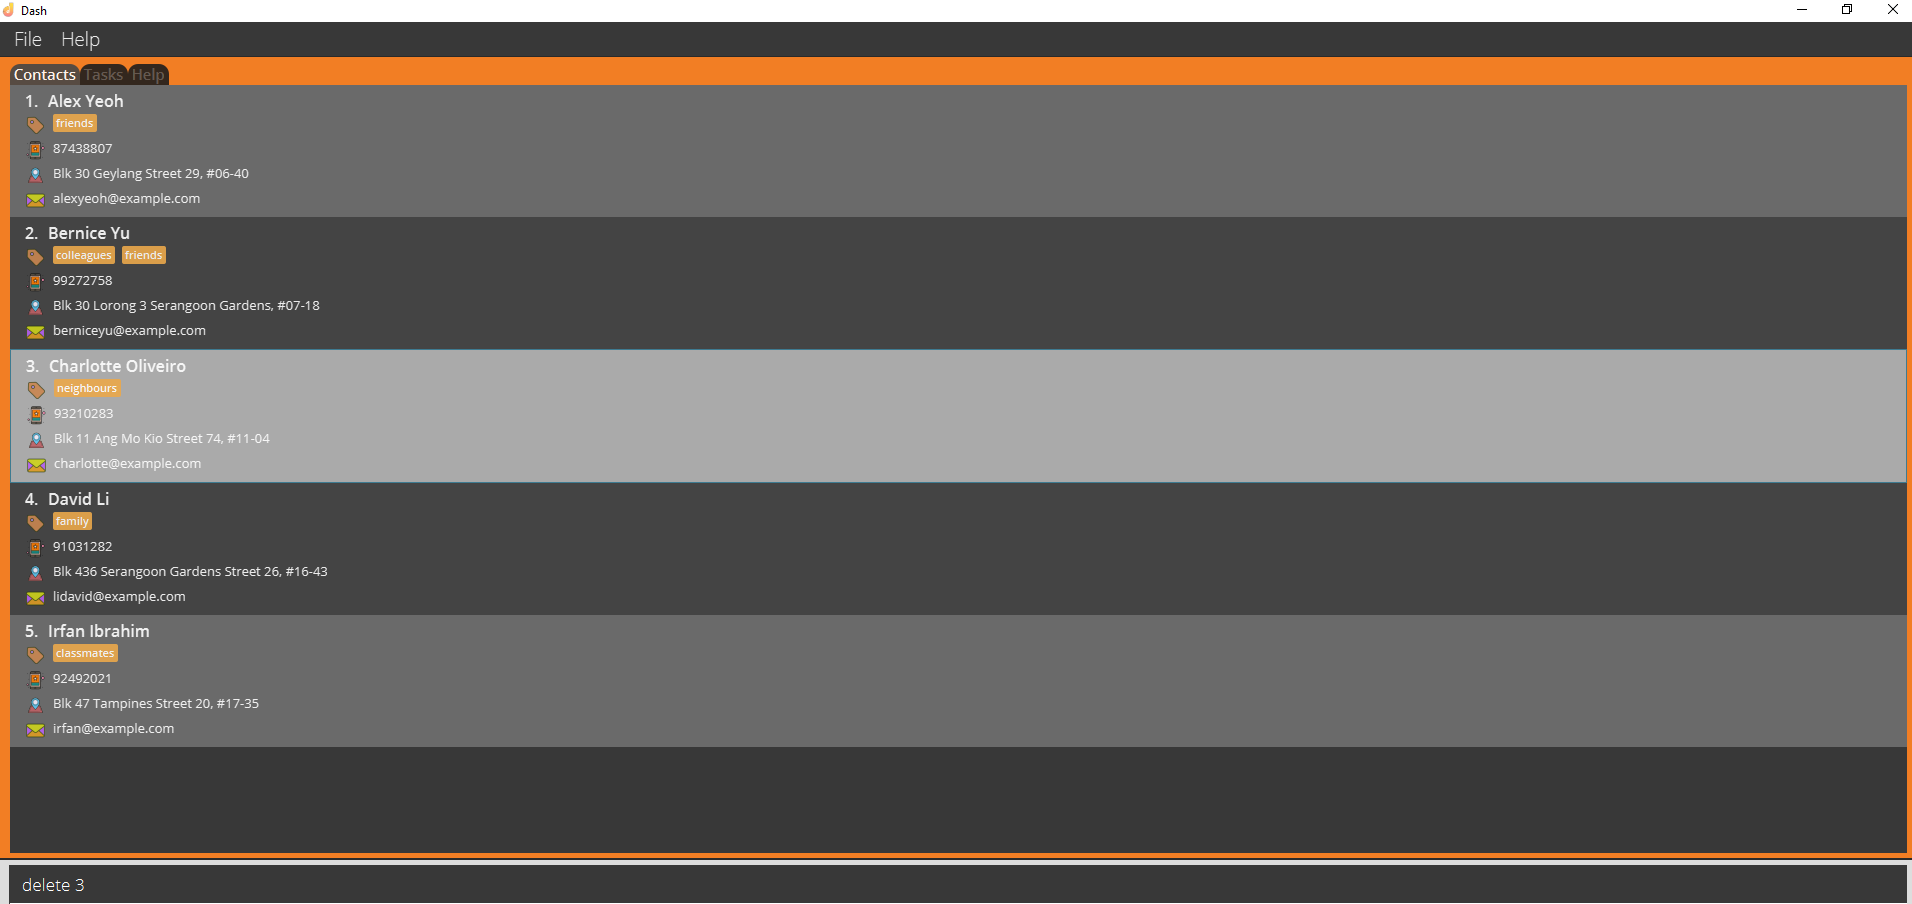 Dash
File Help
Contacts Tasks Help
1. Alex Yeoh
friends
87438807
Blk 30 Geylang Street 29, #06-40
alexyeoh@example.com
2. Bernice Yu
colleagues friends
99272758
Blk 30 Lorong 3 Serangoon Gardens, #07-18
berniceyu@example.com
3. Charlotte Oliveiro
neighbours
93210283
Blk 11 Ang Mo Kio Street 74, #11-04
charlotte@example.com
4. David Li
family
91031282
Blk 436 Serangoon Gardens Street 26, #16-43
lidavid@example.com
5. Irfan Ibrahim
classmates
92492021
Blk 47 Tampines Street 20, #17-35
irfan@example.com
delete 3